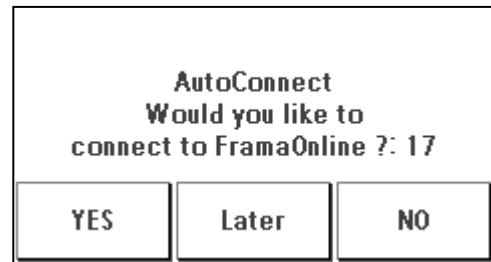 AutoConnect
Would you like to
connect to FramaOnline ?: 17
YES Later NO